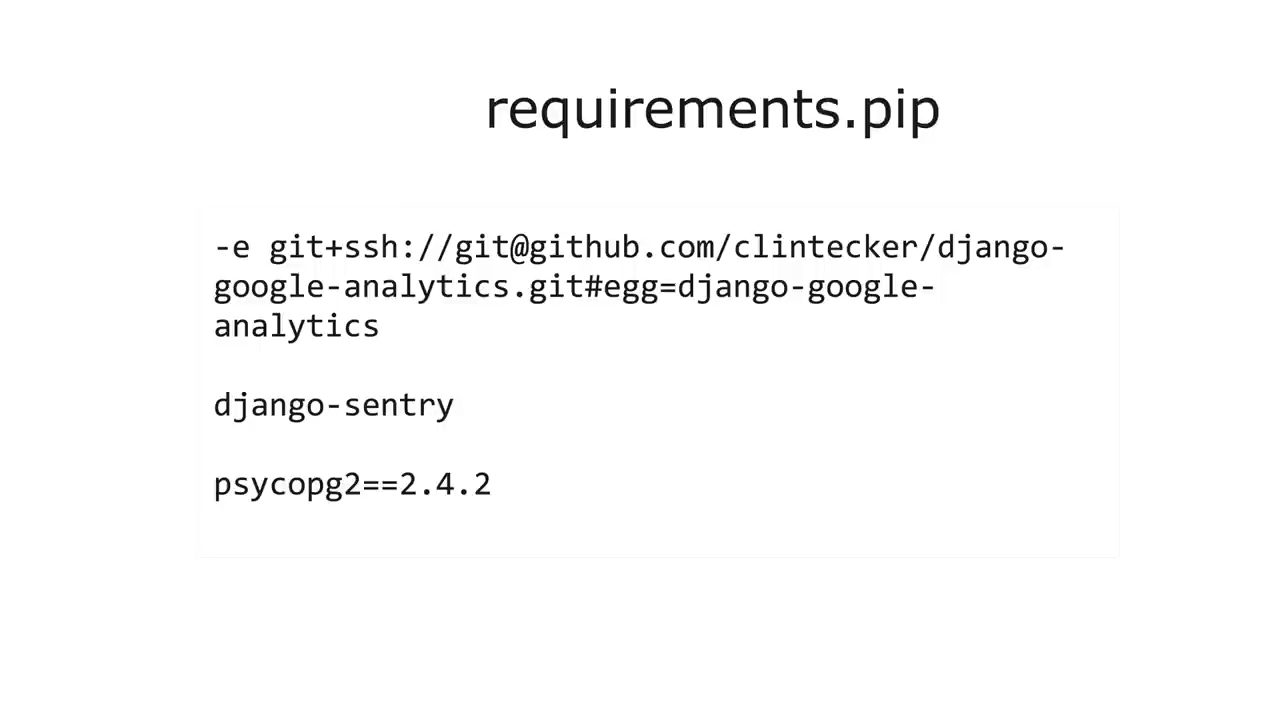 requirements.pip
-e git+ssh://git@github.com/clintecker/django-
google-analytics.git#egg=django-google-
analytics
django-sentry
psycopg2==2.4.2